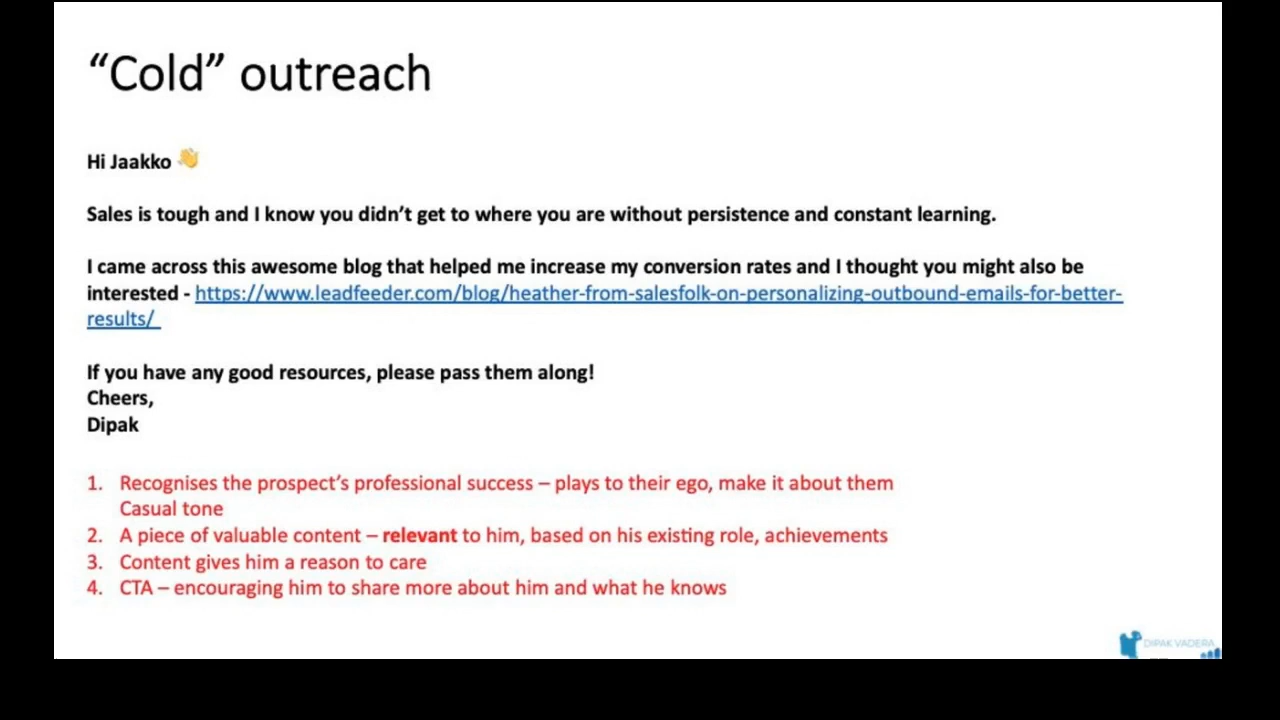 “Cold” outreach
Hi Jaakko 👋
Sales is tough and I know you didn’t get to where you are without persistence and constant learning.
I came across this awesome blog that helped me increase my conversion rates and I thought you might also be
interested - https://www.leadfeeder.com/blog/heather-from-salesfolk-on-personalizing-outbound-emails-for-better-
results/
If you have any good resources, please pass them along!
Cheers,
Dipak
1. Recognises the prospect’s professional success – plays to their ego, make it about them
Casual tone
2. A piece of valuable content – relevant to him, based on his existing role, achievements
3. Content gives him a reason to care
4. CTA – encouraging him to share more about him and what he knows
DIPAK VADERA